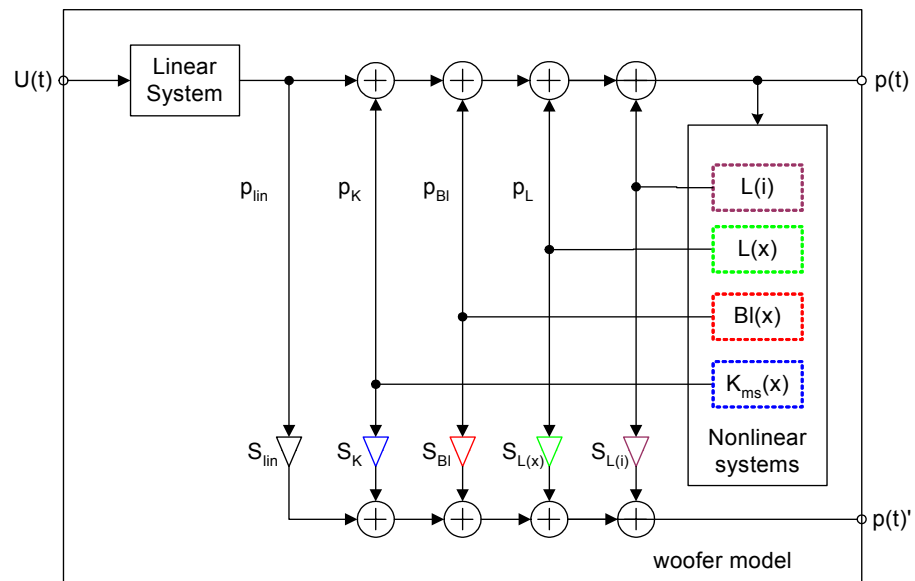 U(t)
Linear
System
p(t)
p_lin
p_K
p_Bl
p_L
L(i)
L(x)
Bl(x)
K_ms(x)
Nonlinear
systems
S_lin
S_K
S_Bl
S_L(x)
S_L(i)
p(t)'
woofer model